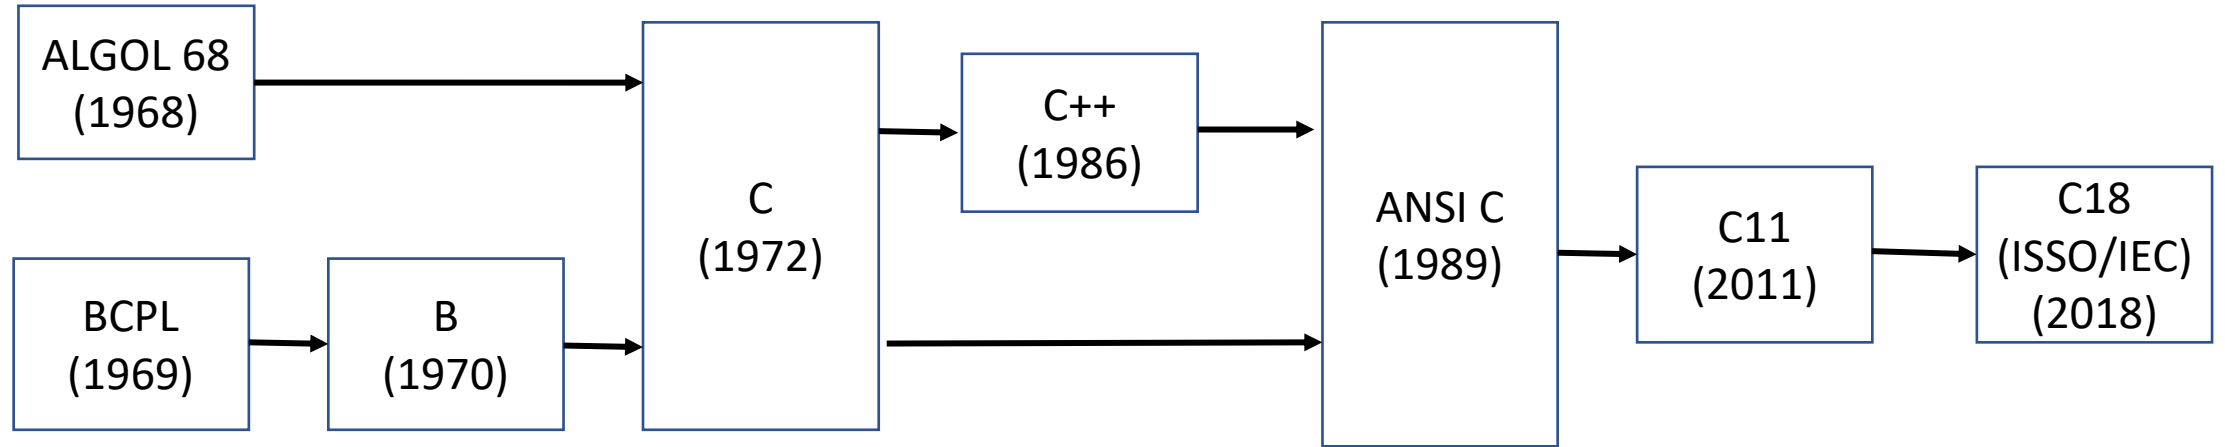 ALGOL 68
(1968)
BCPL
(1969)
B
(1970)
C
(1972)
C++
(1986)
ANSI C
(1989)
C11
(2011)
C18
(ISSO/IEC)
(2018)